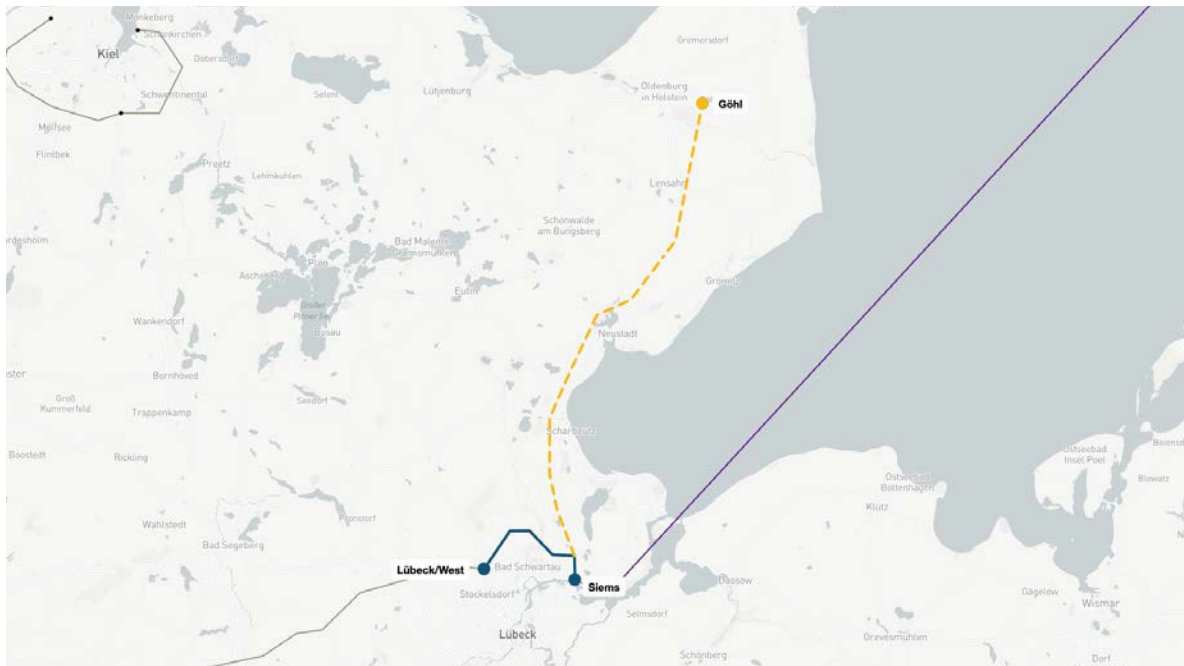 Monkeberg
Schönkirchen
Kiel
Dobersdorf
Gremersdorf
Selent
Lütjenburg
Oldenburg
in Holstein
Göhl
Schwentinental
Molfsee
Flintbek
Preetz
Lehmkuhlen
Lensahn
Schönwalde
am Bungsberg
Bad Malente-
Gremsmühlen
Plön
Ascheberg
Grömitz
Eutin
Großer
Plöner See
Bosau
Wankendorf
Neustadt
Bornhöved
Groß
Kummerfeld
Trappenkamp
Seedorf
Scharbeutz
Boostedt
Rickling
Ostseebad
Insel Poel
Ostseebad
Boltenhagen
Blowatz
Klütz
Pronstorf
Wahlstedt
Bad Segeberg
Lübeck/West
Bad Schwartau
Siems
Stockelsdorf
Dassow
Gägelow
Wismar
Selmsdorf
Lübeck
Grevesmühlen
Schönberg
Dorf